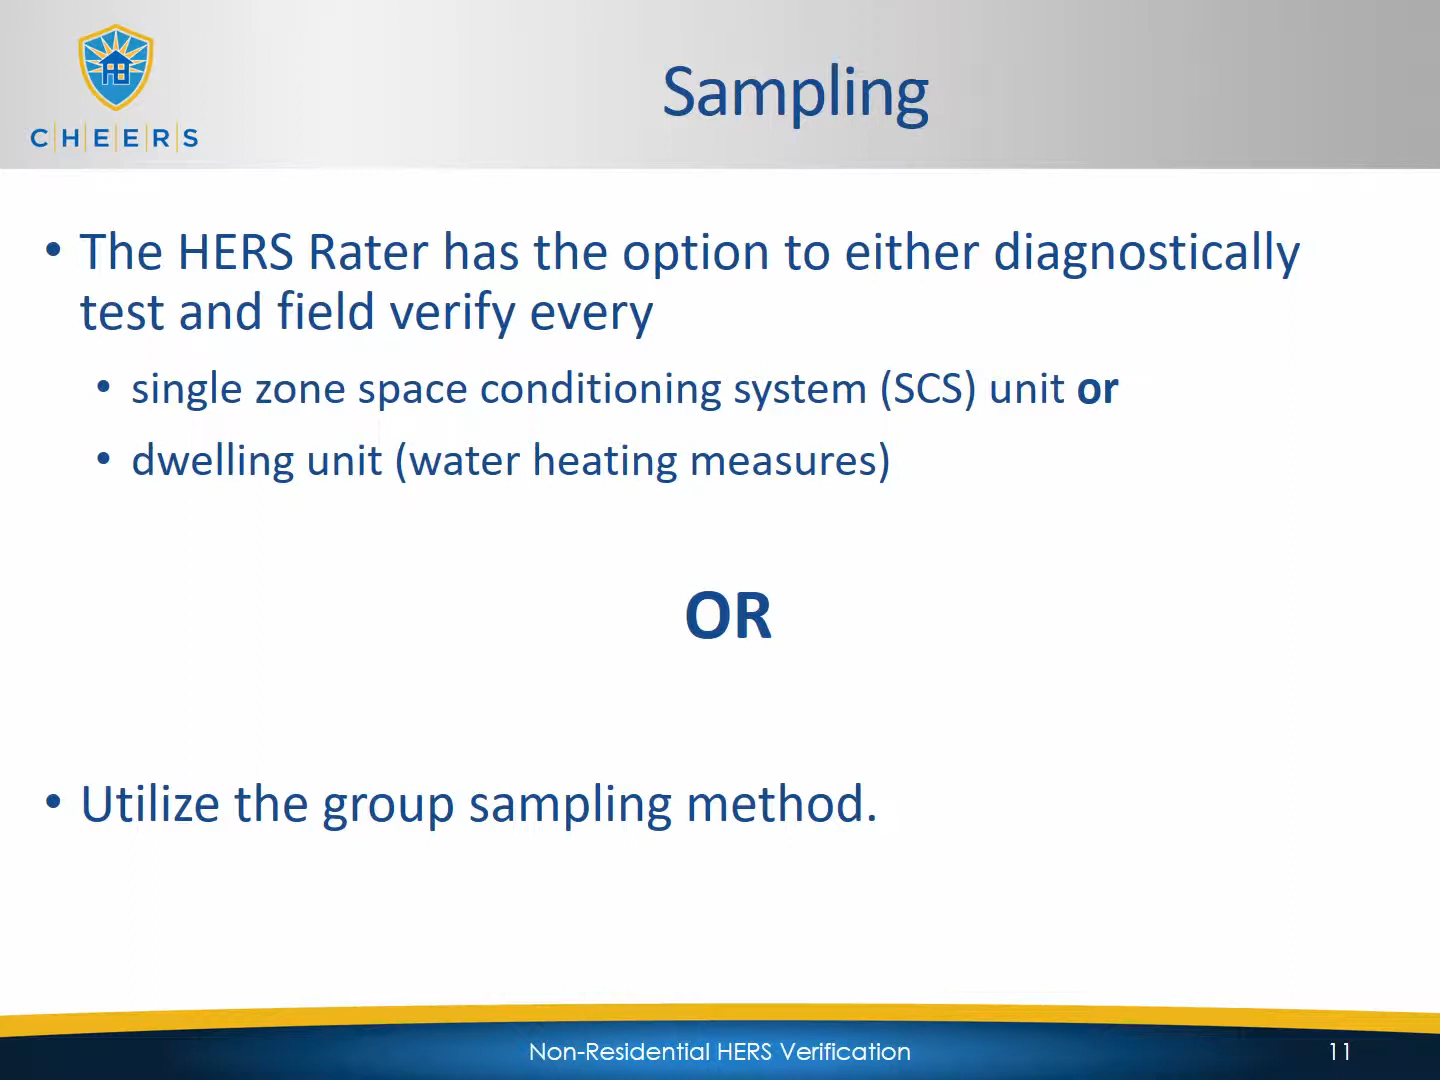 C|H|E|E|R|S
Sampling
• The HERS Rater has the option to either diagnostically
test and field verify every
• single zone space conditioning system (SCS) unit or
• dwelling unit (water heating measures)
OR
• Utilize the group sampling method.
Non-Residential HERS Verification
11